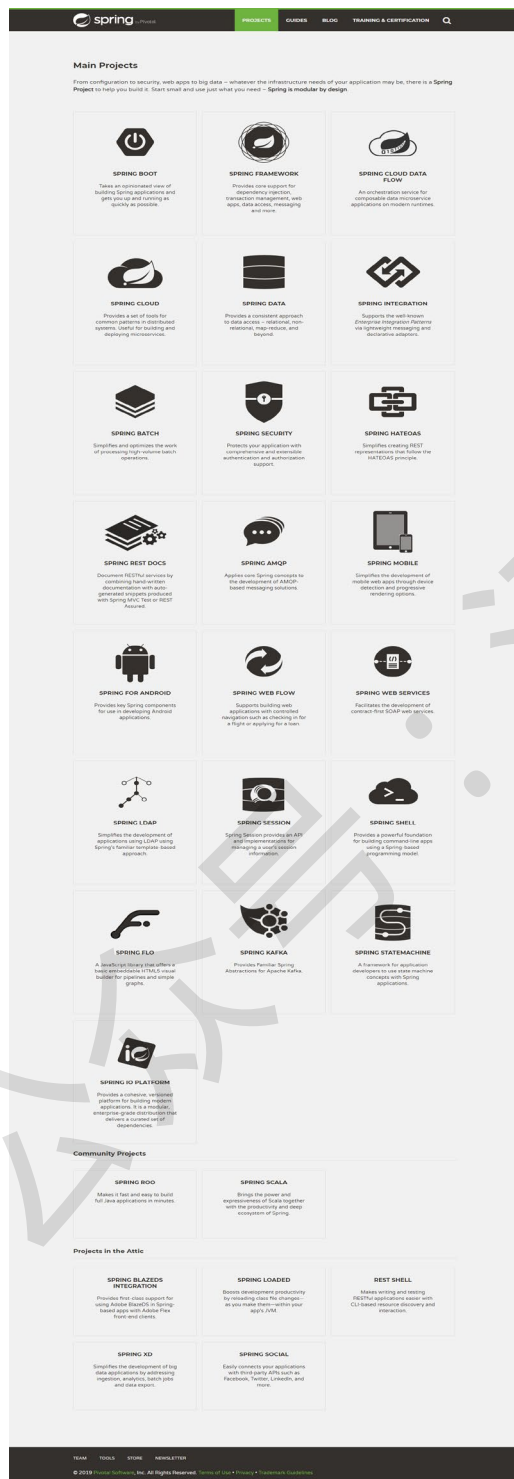 spring by Pivotal
PROJECTS GUIDES BLOG TRAINING & CERTIFICATION
Main Projects
From configuration to security, web apps to big data – whatever the infrastructure needs of your application may be, there is a Spring
Project to help you build it. Start small and use just what you need – Spring is modular by design.
SPRING BOOT
Takes an opinionated view of
building Spring applications and
gets you up and running as
quickly as possible.
SPRING FRAMEWORK
Provides core support for
dependency injection,
transaction management, web
apps, data access, messaging
and more.
SPRING CLOUD DATA
FLOW
An orchestration service for
composable data microservice
applications on modern runtimes.
SPRING CLOUD
Provides a set of tools for
common patterns in distributed
systems. Useful for building and
deploying microservices.
SPRING DATA
Provides a consistent approach
to data access – relational, non-
relational, map-reduce, and
beyond.
SPRING INTEGRATION
Supports the well-known
Enterprise Integration Patterns
via lightweight messaging and
declarative adapters.
SPRING BATCH
Simplifies and optimizes the work
of processing high-volume batch
operations.
SPRING SECURITY
Protects your application with
comprehensive and extensible
authentication and authorization
support.
SPRING HATEOAS
Simplifies creating REST
representations that follow the
HATEOAS principle.
SPRING REST DOCS
Document RESTful services by
combining hand-written
documentation with auto-
generated snippets produced
with Spring MVC Test or REST
Assured.
SPRING AMQP
Applies core Spring concepts to
the development of AMQP-
based messaging solutions.
SPRING MOBILE
Simplifies the development of
mobile web apps through device
detection and progressive
rendering options.
SPRING FOR ANDROID
Provides key Spring components
for use in developing Android
applications.
SPRING WEB FLOW
Supports building web
applications with controlled
navigation such as checking in for
a flight or applying for a loan.
SPRING WEB SERVICES
Facilitates the development of
contract-first SOAP web services.
SPRING LDAP
Simplifies the development of
applications using LDAP using
Spring's familiar template-based
approach.
SPRING SESSION
Spring Session provides an API
and implementations for
managing a user's session
information.
SPRING SHELL
Provides a powerful foundation
for building command-line apps
using a Spring-based
programming model.
SPRING FLO
A JavaScript library that offers a
basic embeddable HTML5 visual
builder for pipelines and simple
graphs.
SPRING KAFKA
Provides Familiar Spring
Abstractions for Apache Kafka.
SPRING STATEMACHINE
A framework for application
developers to use state machine
concepts with Spring
applications.
SPRING IO PLATFORM
Provides a cohesive, versioned
platform for building modern
applications. It is a modular,
enterprise-grade distribution that
delivers a curated set of
dependencies.
Community Projects
SPRING ROO
Makes it fast and easy to build
full Java applications in minutes.
SPRING SCALA
Brings the power and
expressiveness of Scala together
with the productivity and deep
ecosystem of Spring.
Projects in the Attic
SPRING BLAZEDS
INTEGRATION
Provides first-class support for
using Adobe BlazeDS in Spring-
based apps with Adobe Flex
front-end clients.
SPRING LOADED
Boosts development productivity
by reloading class file changes –
as you make them—within your
app's JVM.
REST SHELL
Makes writing and testing
RESTful applications easier with
CLI-based resource discovery and
interaction.
SPRING XD
Simplifies the development of big
data applications by addressing
ingestion, analytics, batch jobs
and data export.
SPRING SOCIAL
Easily connects your applications
with third-party APIs such as
Facebook, Twitter, LinkedIn, and
more.
TEAM TOOLS STORE NEWSLETTER
© 2019 Pivotal Software, Inc. All Rights Reserved. Terms of Use • Privacy • Trademark Guidelines
公众号：